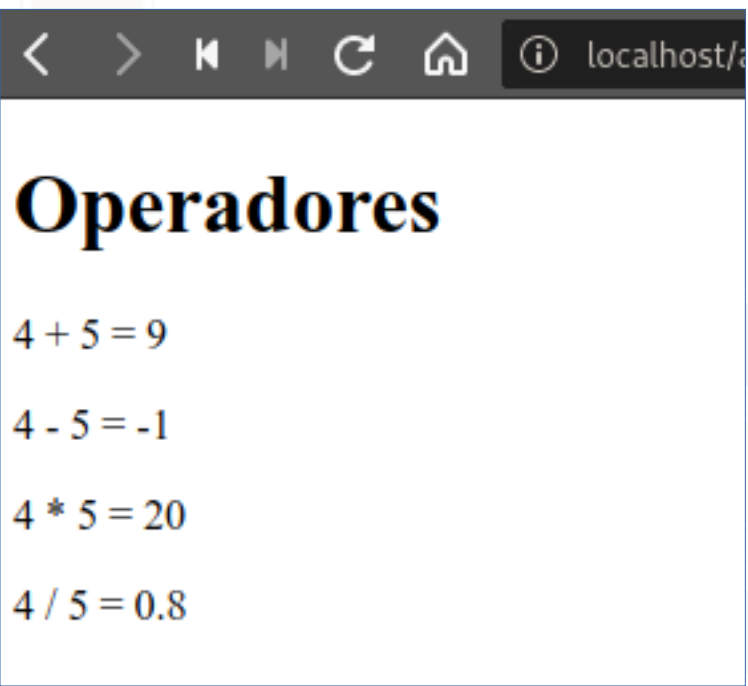 localhost/
Operadores
4 + 5 = 9
4 - 5 = -1
4 * 5 = 20
4 / 5 = 0.8